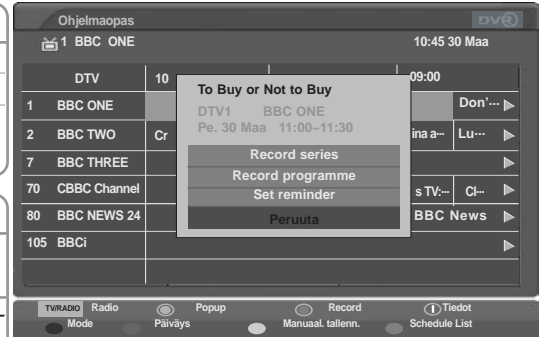 Ohjelmaopas
DVR
1 BBC ONE
10:45 30 Maa
DTV
10
09:00
1 BBC ONE
Don'···
2 BBC TWO
Cr
ina a···
Lu···
7 BBC THREE
70 CBBC Channel
s TV:···
Cl···
80 BBC NEWS 24
BBC News
105 BBCi
To Buy or Not to Buy
DTV1 BBC ONE
Pe. 30 Maa 11:00~11:30
Record series
Record programme
Set reminder
Peruuta
TV/RADIO Radio
Popup
Record
Tiedot
Mode
Päiväys
Manuaal. tallenn.
Schedule List